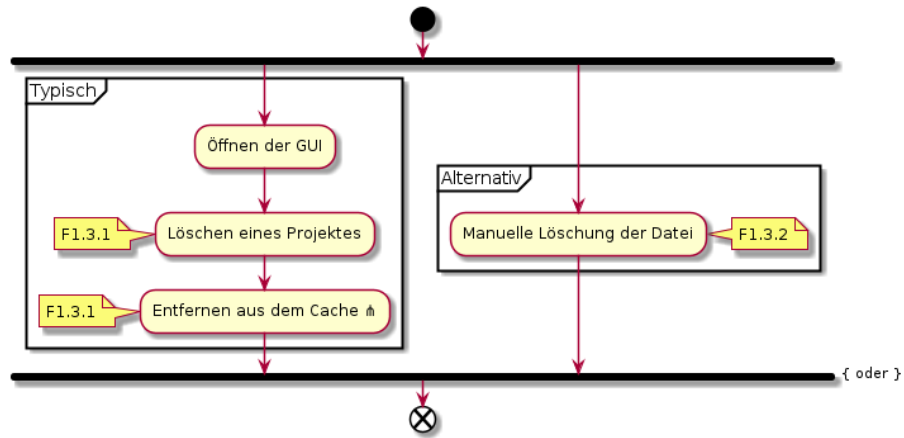 Typisch
Öffnen der GUI
Alternativ
F1.3.1
Löschen eines Projektes
Manuelle Löschung der Datei
F1.3.2
F1.3.1
Entfernen aus dem Cache ⋔
{ oder }